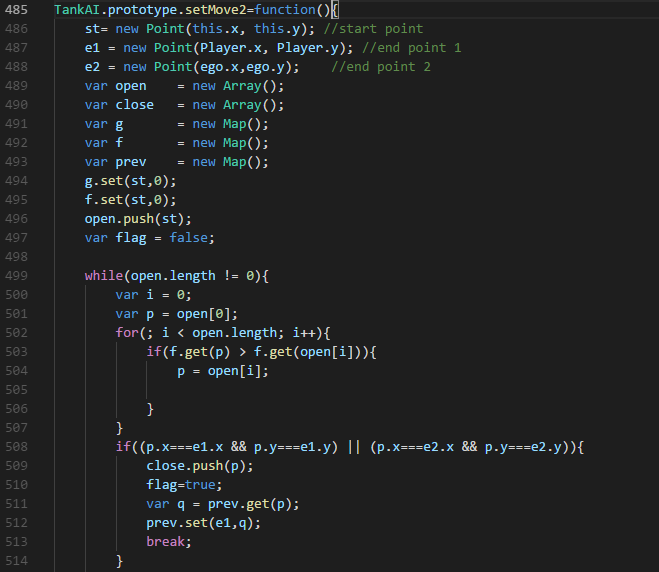 485 TankAI.prototype.setMove2=function(){
486 st= new Point(this.x, this.y); //start point
487 e1 = new Point(Player.x, Player.y); //end point 1
488 e2 = new Point(ego.x,ego.y); //end point 2
489 var open = new Array();
490 var close = new Array();
491 var g = new Map();
492 var f = new Map();
493 var prev = new Map();
494 g.set(st,0);
495 f.set(st,0);
496 open.push(st);
497 var flag = false;
498
499 while(open.length != 0){
500 var i = 0;
501 var p = open[0];
502 for(; i < open.length; i++){
503 if(f.get(p) > f.get(open[i])){
504 p = open[i];
505
506 }
507 }
508 if((p.x===e1.x && p.y===e1.y) || (p.x===e2.x && p.y===e2.y)){
509 close.push(p);
510 flag=true;
511 var q = prev.get(p);
512 prev.set(e1,q);
513 break;
514 }